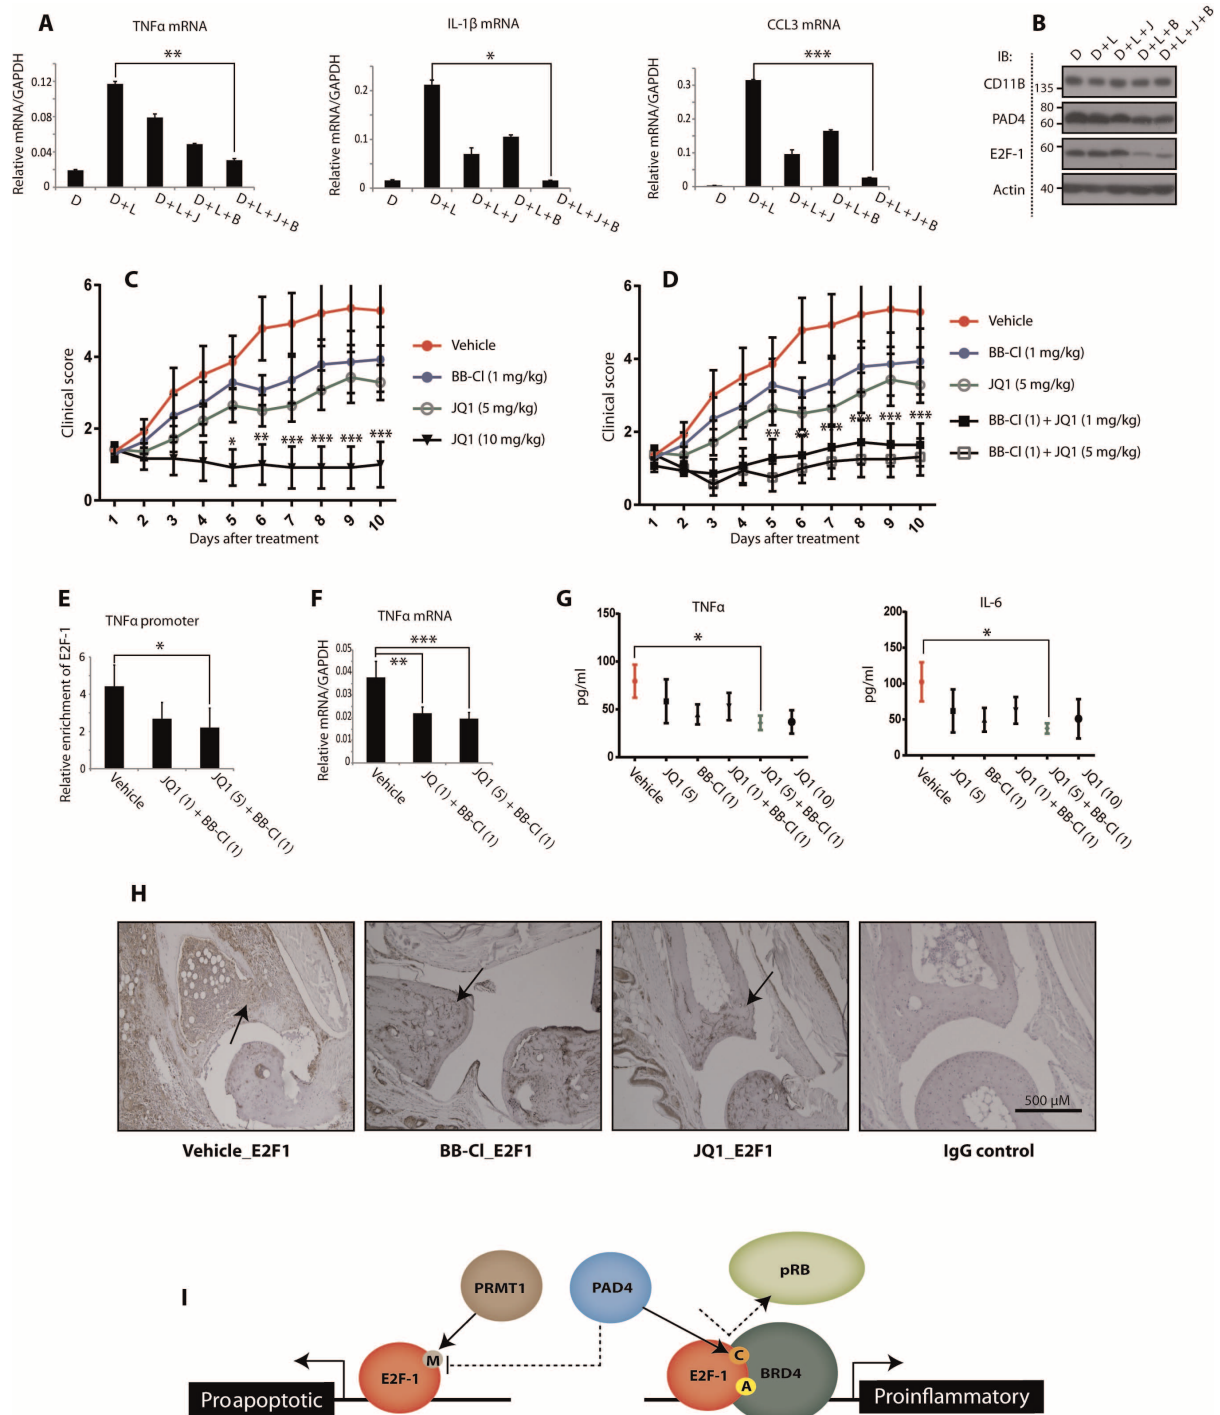 A
TNFα mRNA
Relative mRNA/GAPDH
0.12
0.08
0.04
0
**
D
D+L
D+L+J
D+L+B
D+L+J+B
IL-1β mRNA
Relative mRNA/GAPDH
0.2
0.1
0
*
D
D+L
D+L+J
D+L+B
D+L+J+B
CCL3 mRNA
Relative mRNA/GAPDH
0.3
0.2
0.1
0
***
D
D+L
D+L+J
D+L+B
D+L+J+B
B
D
D+L
D+L+J
D+L+B
D+L+J+B
IB:
CD11B
135
PAD4
80
60
E2F-1
60
Actin
40
C
Clinical score
6
4
2
0
* ** *** *** *** ***
1 2 3 4 5 6 7 8 9 10
Days after treatment
Vehicle
BB-Cl (1 mg/kg)
JQ1 (5 mg/kg)
JQ1 (10 mg/kg)
D
Clinical score
6
4
2
0
** ** *** *** *** ***
1 2 3 4 5 6 7 8 9 10
Days after treatment
Vehicle
BB-Cl (1 mg/kg)
JQ1 (5 mg/kg)
BB-Cl (1) + JQ1 (1 mg/kg)
BB-Cl (1) + JQ1 (5 mg/kg)
E
TNFα promoter
Relative enrichment of E2F-1
6
4
2
0
*
Vehicle
JQ1 (1) + BB-Cl (1)
JQ1 (5) + BB-Cl (1)
F
TNFα mRNA
Relative mRNA/GAPDH
0.05
0.04
0.03
0.02
0.01
0
***
**
Vehicle
JQ1 (1) + BB-Cl (1)
JQ1 (5) + BB-Cl (1)
G
TNFα
pg/ml
150
100
50
0
*
Vehicle
JQ1 (5)
BB-Cl (1)
JQ1 (1) + BB-Cl (1)
JQ1 (5) + BB-Cl (1)
JQ1 (10)
IL-6
pg/ml
200
150
100
50
0
*
Vehicle
JQ1 (5)
BB-Cl (1)
JQ1 (1) + BB-Cl (1)
JQ1 (5) + BB-Cl (1)
JQ1 (10)
H
500 µM
Vehicle_E2F1
BB-Cl_E2F1
JQ1_E2F1
IgG control
I
PRMT1
PAD4
pRB
M
E2F-1
C
E2F-1
BRD4
A
Proapoptotic
Proinflammatory